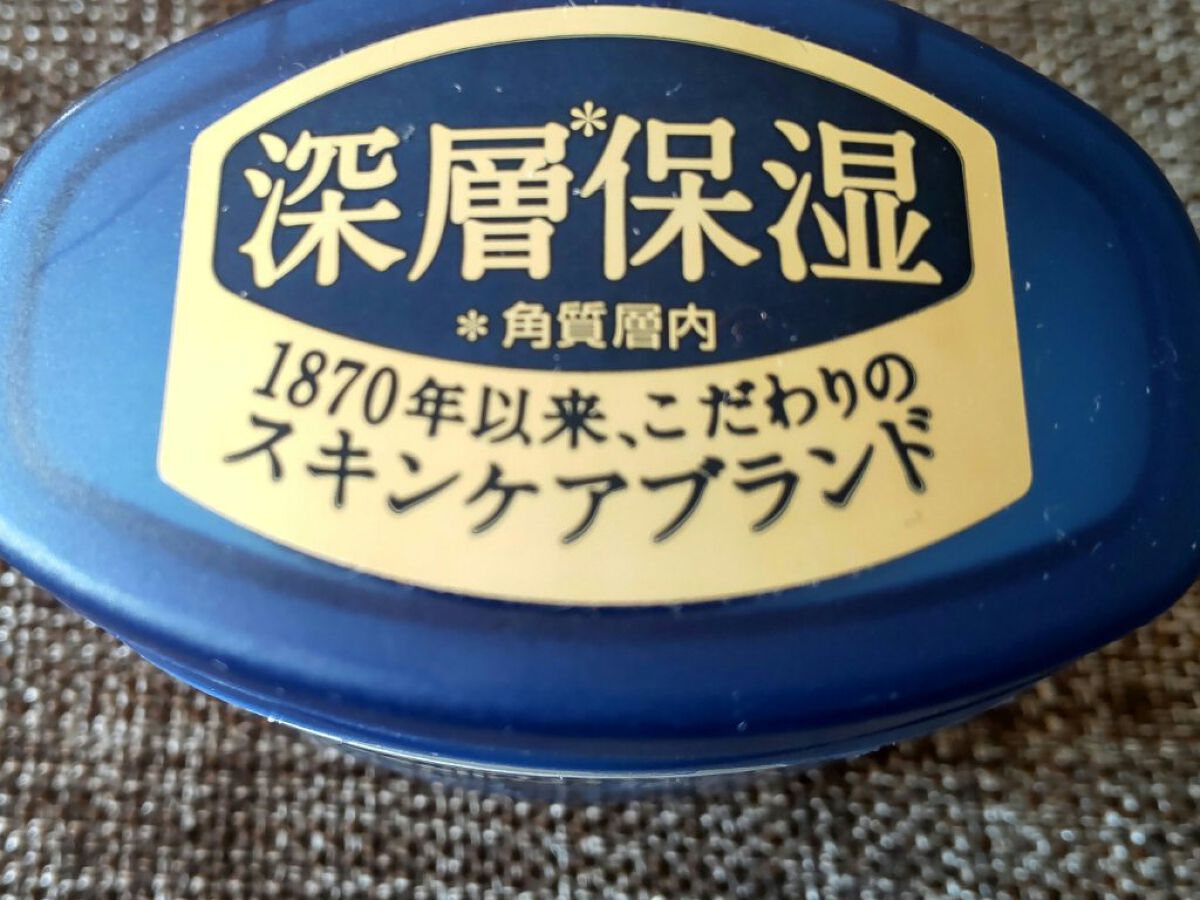 深層*保湿
*角質層内
1870年以来、こだわりの
スキンケアブランド